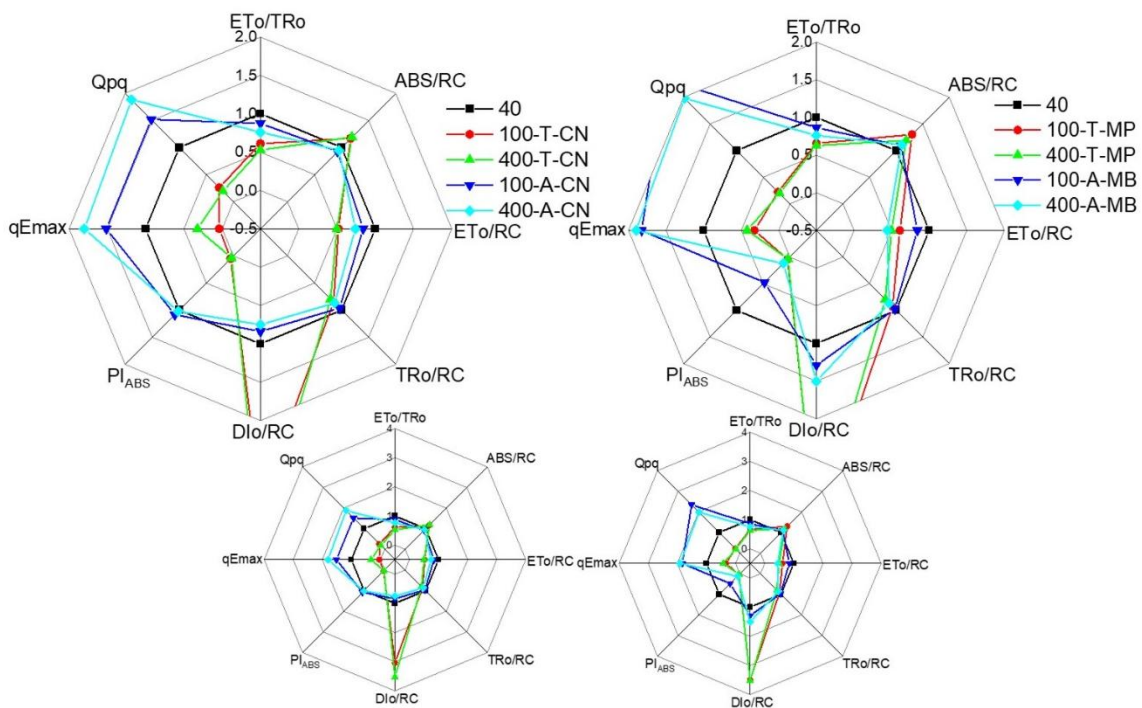 ETo/TRo
2.0
1.5
1.0
0.5
0.0
-0.5
ABS/RC
ETo/RC
TRo/RC
DIo/RC
PIABS
qEmax
Qpq
40
100-T-CN
400-T-CN
100-A-CN
400-A-CN
ETo/TRo
2.0
1.5
1.0
0.5
0.0
-0.5
ABS/RC
ETo/RC
TRo/RC
DIo/RC
PIABS
qEmax
Qpq
40
100-T-MP
400-T-MP
100-A-MB
400-A-MB
ETo/TRo
4
3
2
1
0
ABS/RC
ETo/RC
TRo/RC
DIo/RC
PIABS
qEmax
Qpq
ETo/TRo
4
3
2
1
0
ABS/RC
ETo/RC
TRo/RC
DIo/RC
PIABS
qEmax
Qpq